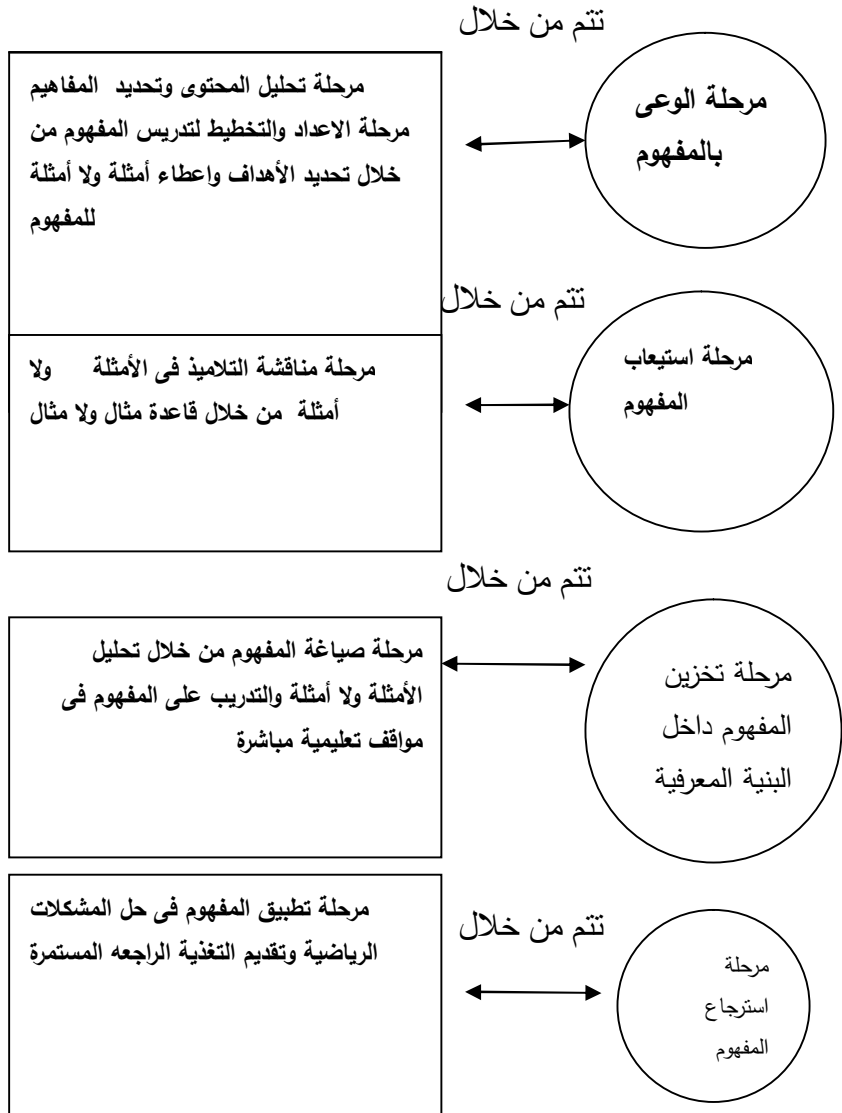 تتم من خلال
مرحلة الوعى
بالمفهوم
مرحلة تحليل المحتوى وتحديد المفاهيم
مرحلة الاعداد والتخطيط لتدريس المفهوم من
خلال تحديد الأهداف واعطاء أمثلة ولا أمثلة
للمفهوم
تتم من خلال
مرحلة استيعاب
المفهوم
مرحلة مناقشة التلاميذ فى الأمثلة ولا
أمثلة من خلال قاعدة مثال ولا مثال
تتم من خلال
مرحلة تخزين
المفهوم داخل
البنية المعرفية
مرحلة صياغة المفهوم من خلال تحليل
الأمثلة ولا أمثلة والتدريب على المفهوم فى
مواقف تعليمية مباشرة
تتم من خلال
مرحلة
استرجاع
المفهوم
مرحلة تطبيق المفهوم فى حل المشكلات
الرياضية وتقديم التغذية الراجعه المستمرة